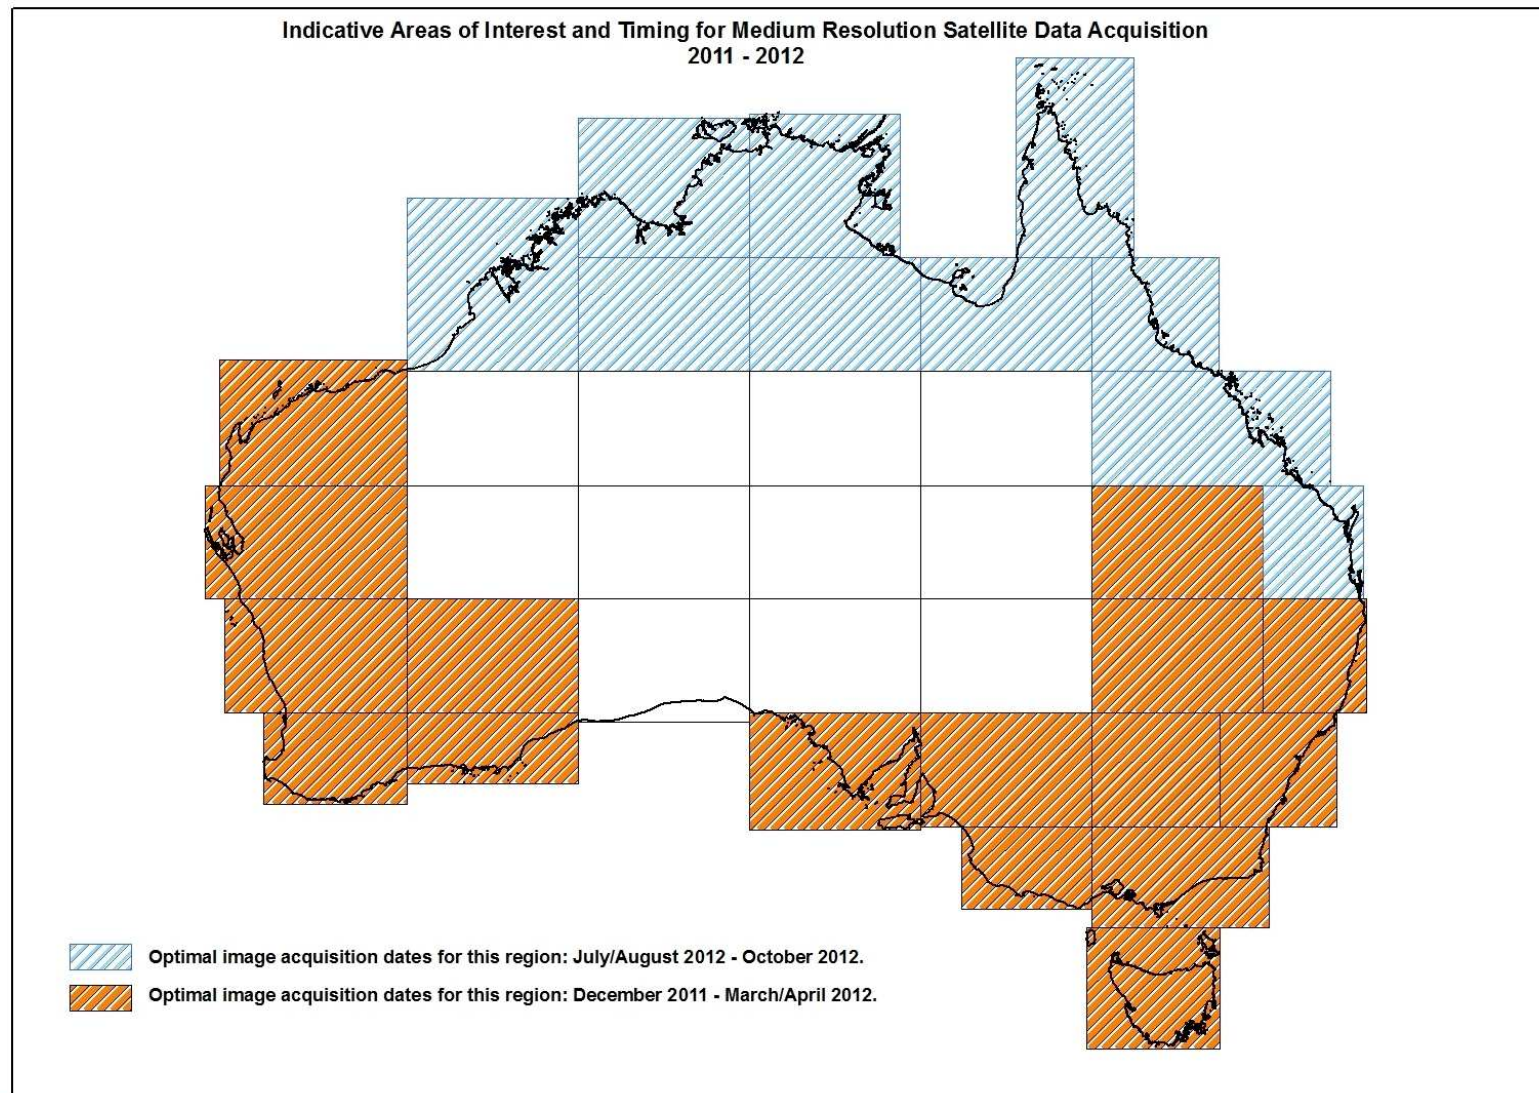 Indicative Areas of Interest and Timing for Medium Resolution Satellite Data Acquisition
2011 - 2012
Optimal image acquisition dates for this region: July/August 2012 - October 2012.
Optimal image acquisition dates for this region: December 2011 - March/April 2012.